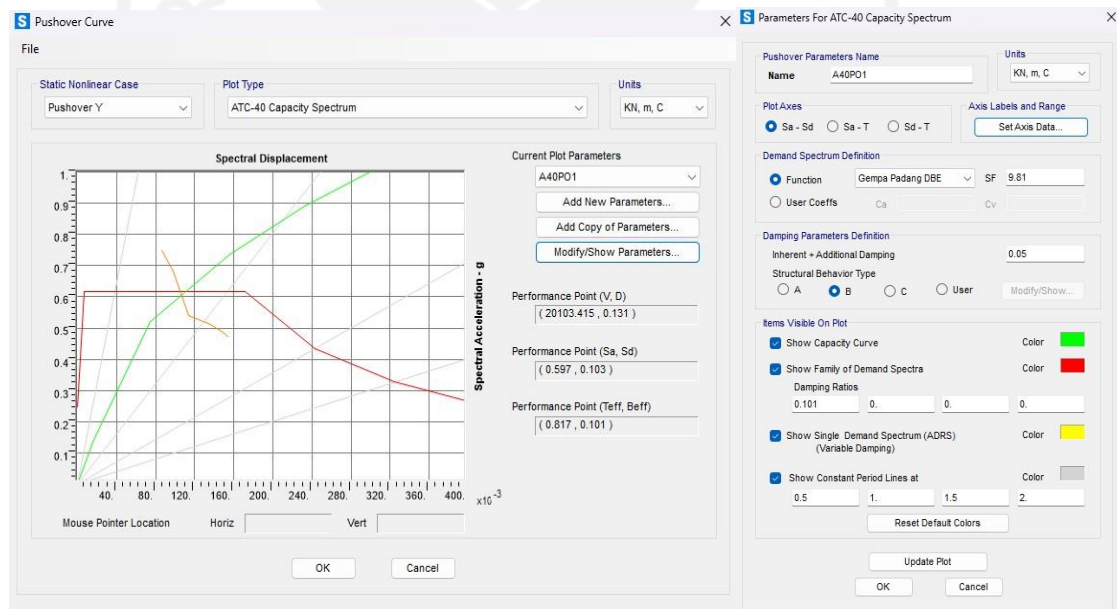 S Pushover Curve
File
Static Nonlinear Case
Pushover Y
Plot Type
ATC-40 Capacity Spectrum
Units
KN, m, C
Spectral Displacement
1.
0.9
0.8
0.7
0.6
0.5
0.4
0.3
0.2
0.1
40. 80. 120. 160. 200. 240. 280. 320. 360. 400. x10 -3
Spectral Acceleration - g
Mouse Pointer Location Horiz Vert
Current Plot Parameters
A40PO1
Add New Parameters...
Add Copy of Parameters...
Modify/Show Parameters...
Performance Point (V, D)
( 20103.415 , 0.131 )
Performance Point (Sa, Sd)
( 0.597 , 0.103 )
Performance Point (Teff, Beff)
( 0.817 , 0.101 )
OK Cancel
S Parameters For ATC-40 Capacity Spectrum
Pushover Parameters Name
Name A40PO1
Units
KN, m, C
Plot Axes
Sa - Sd Sa - T Sd - T
Axis Labels and Range
Set Axis Data...
Demand Spectrum Definition
Function Gempa Padang DBE SF 9.81
User Coeffs Ca Cv
Damping Parameters Definition
Inherent + Additional Damping 0.05
Structural Behavior Type
A B C User Modify/Show...
Items Visible On Plot
Show Capacity Curve Color
Show Family of Demand Spectra Color
Damping Ratios
0.101 0. 0. 0.
Show Single Demand Spectrum (ADRS) Color
(Variable Damping)
Show Constant Period Lines at Color
0.5 1. 1.5 2.
Reset Default Colors
Update Plot
OK Cancel